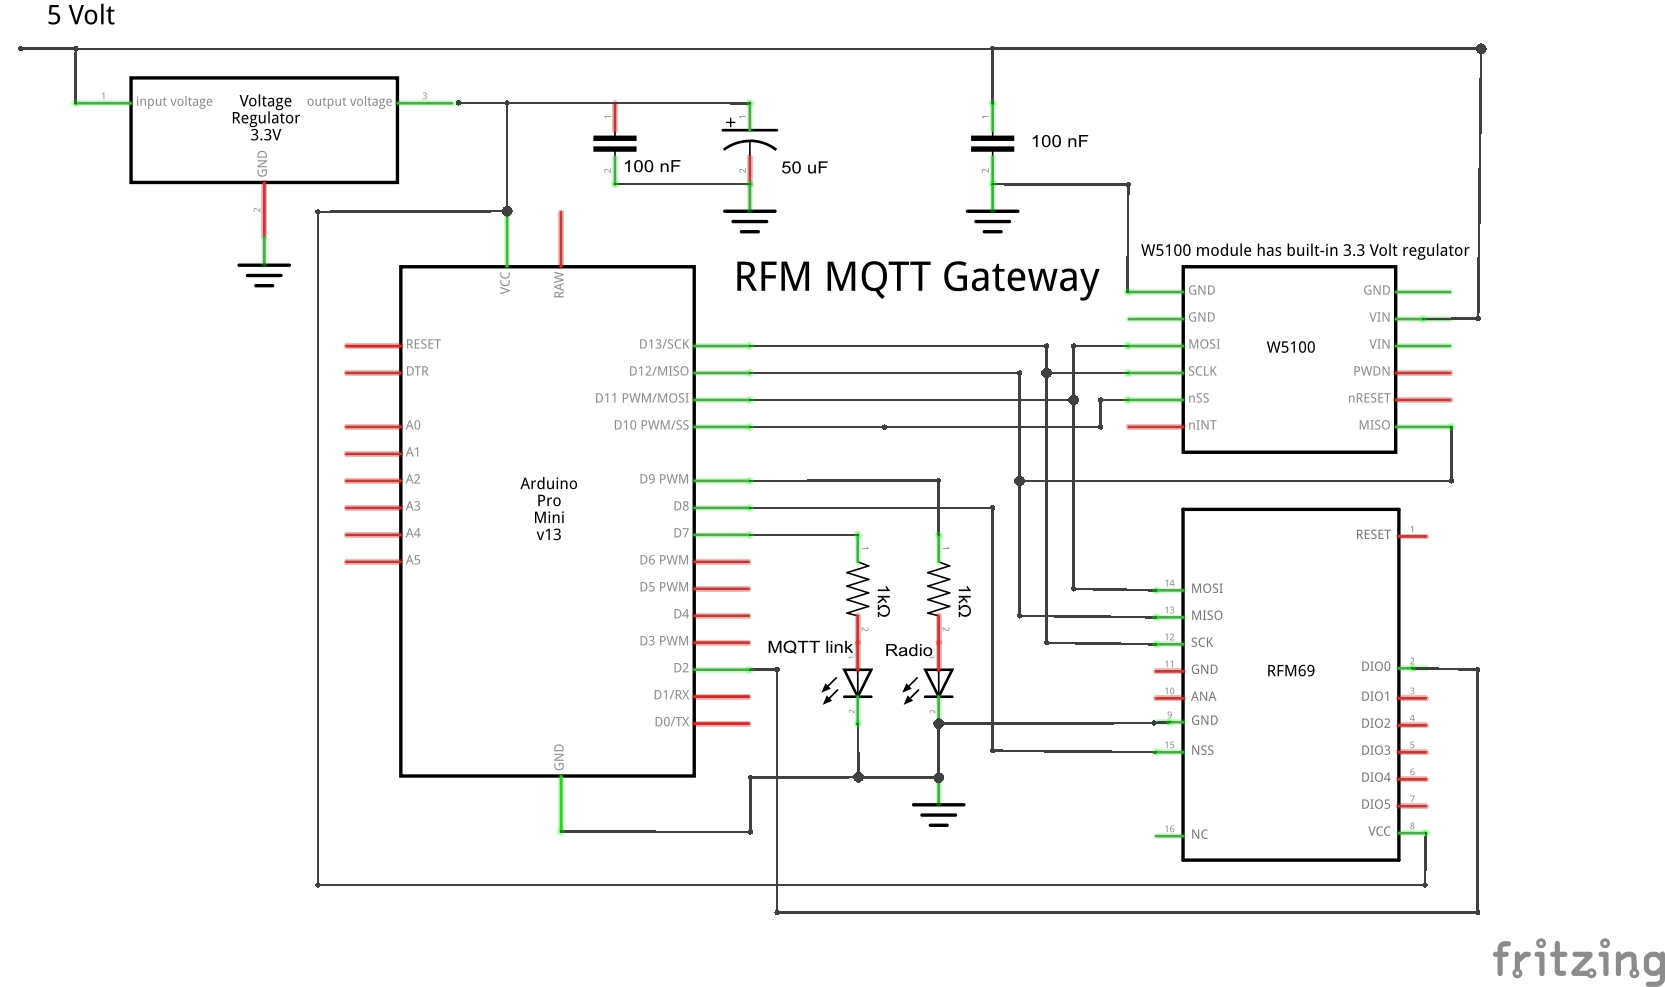 5 Volt
1
input voltage
Voltage
Regulator
3.3V
output voltage
3
GND
2
1
2
100 nF
+
1
2
50 uF
1
2
100 nF
RFM MQTT Gateway
W5100 module has built-in 3.3 Volt regulator
VCC
RAW
RESET
DTR
A0
A1
A2
A3
A4
A5
Arduino
Pro
Mini
v13
D13/SCK
D12/MISO
D11 PWM/MOSI
D10 PWM/SS
D9 PWM
D8
D7
D6 PWM
D5 PWM
D4
D3 PWM
D2
D1/RX
D0/TX
GND
1
1kΩ
2
MQTT link
1
2
1
1kΩ
2
Radio
1
2
GND
GND
MOSI
SCLK
nSS
nINT
W5100
GND
VIN
VIN
PWDN
nRESET
MISO
14 MOSI
13 MISO
12 SCK
11 GND
10 ANA
9 GND
15 NSS
16 NC
RFM69
RESET 1
DIO0 2
DIO1 3
DIO2 4
DIO3 5
DIO4 6
DIO5 7
VCC 8
fritzing